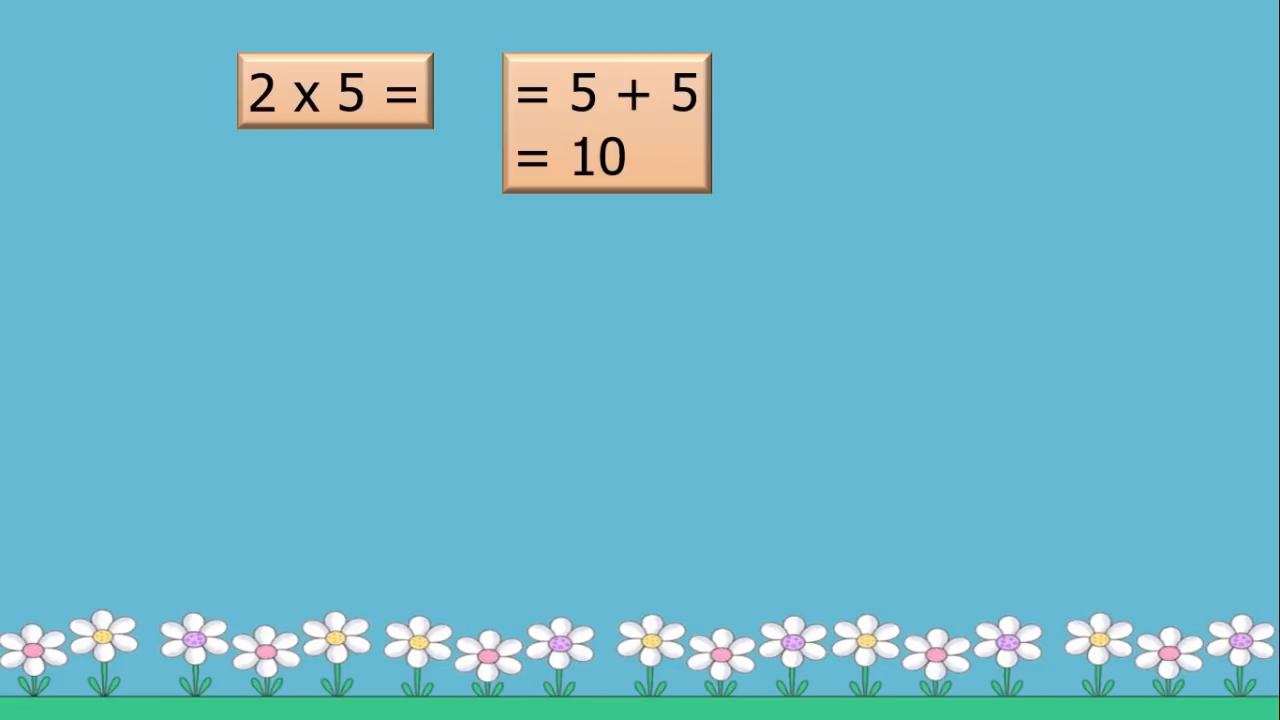 2 x 5 =
= 5 + 5
= 10